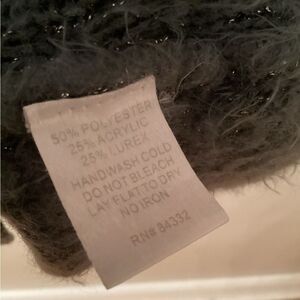 50% POLYESTER
25% ACRYLIC
25% LUREX
HANDWASH COLD
DO NOT BLEACH
LAY FLAT TO DRY
NO IRON
RN# 84332